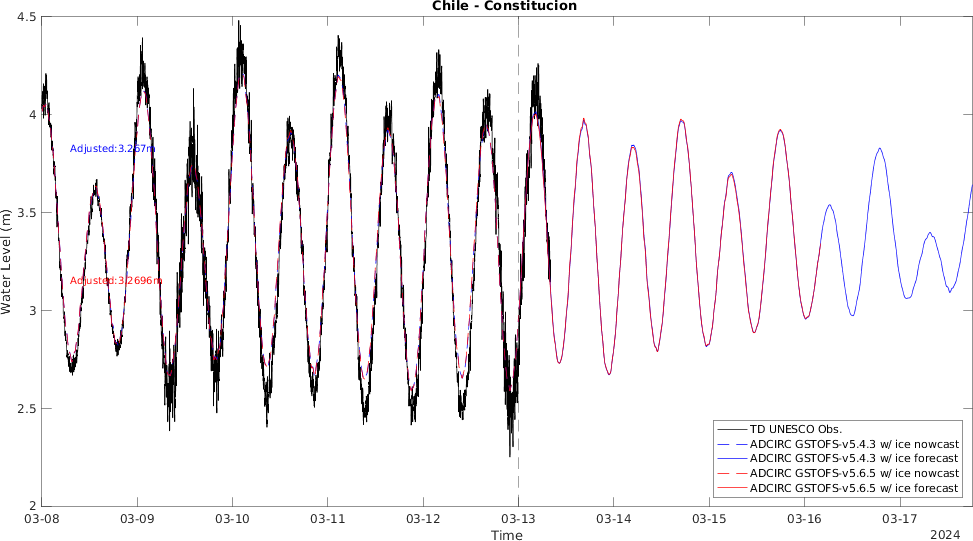 Chile - Constitucion
4.5
4
3.5
3
2.5
2
Water Level (m)
Adjusted:3.267m
Adjusted:3.2696m
TD UNESCO Obs.
ADCIRC GSTOFS-v5.4.3 w/ ice nowcast
ADCIRC GSTOFS-v5.4.3 w/ ice forecast
ADCIRC GSTOFS-v5.6.5 w/ ice nowcast
ADCIRC GSTOFS-v5.6.5 w/ ice forecast
03-08 03-09 03-10 03-11 03-12 03-13 03-14 03-15 03-16 03-17
Time
2024